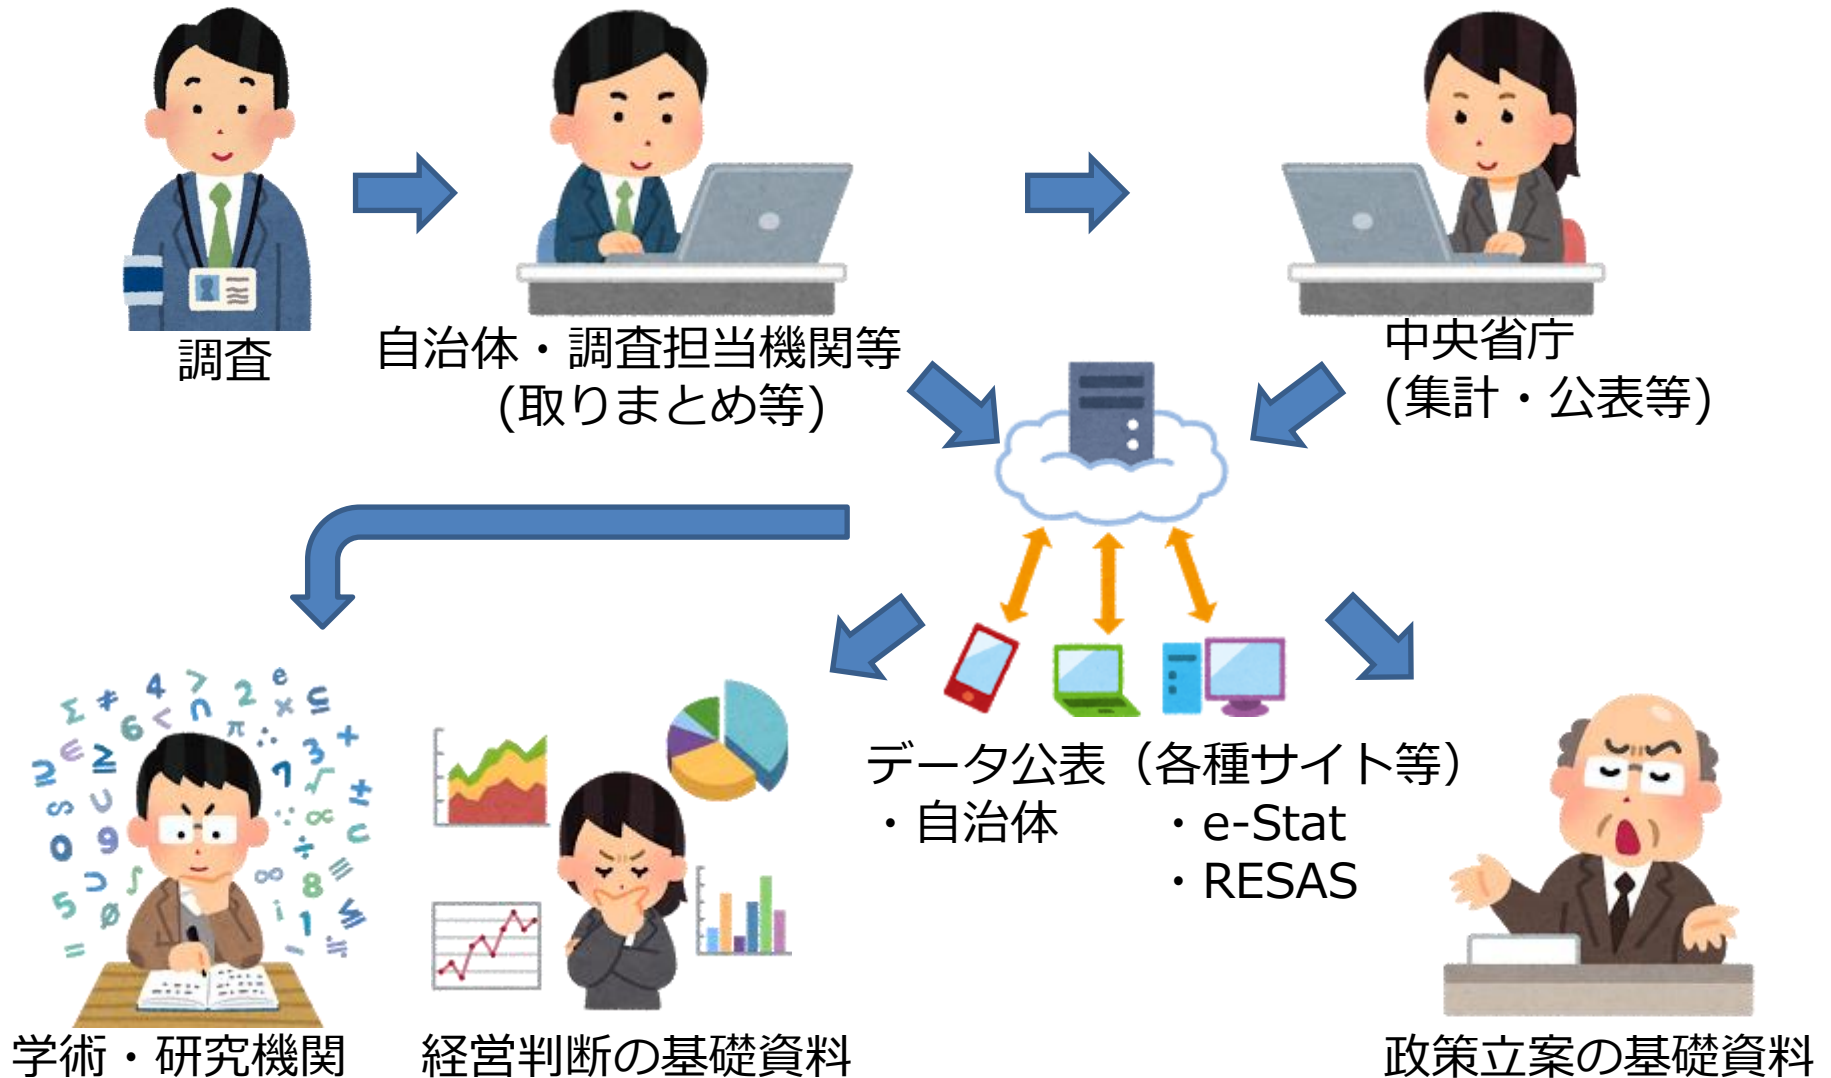 調査
自治体・調査担当機関等
(取りまとめ等)
中央省庁
(集計・公表等)
データ公表（各種サイト等）
・自治体
・e-Stat
・RESAS
学術・研究機関
経営判断の基礎資料
政策立案の基礎資料